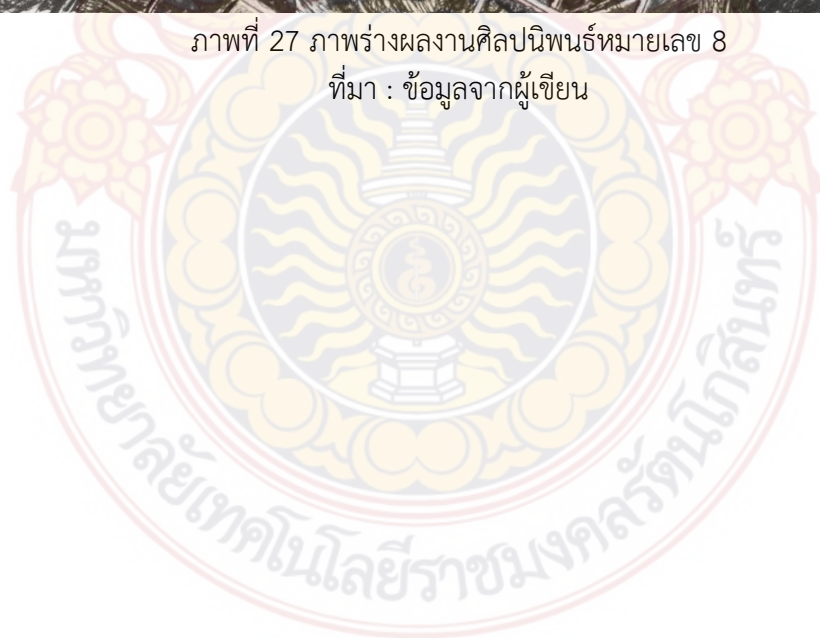 ภาพที่ 27 ภาพร่างผลงานศิลปนิพนธ์หมายเลข 8
ที่มา : ข้อมูลจากผู้เขียน
มหาวิทยาลัยเทคโนโลยีราชมงคลรัตนโกสินทร์